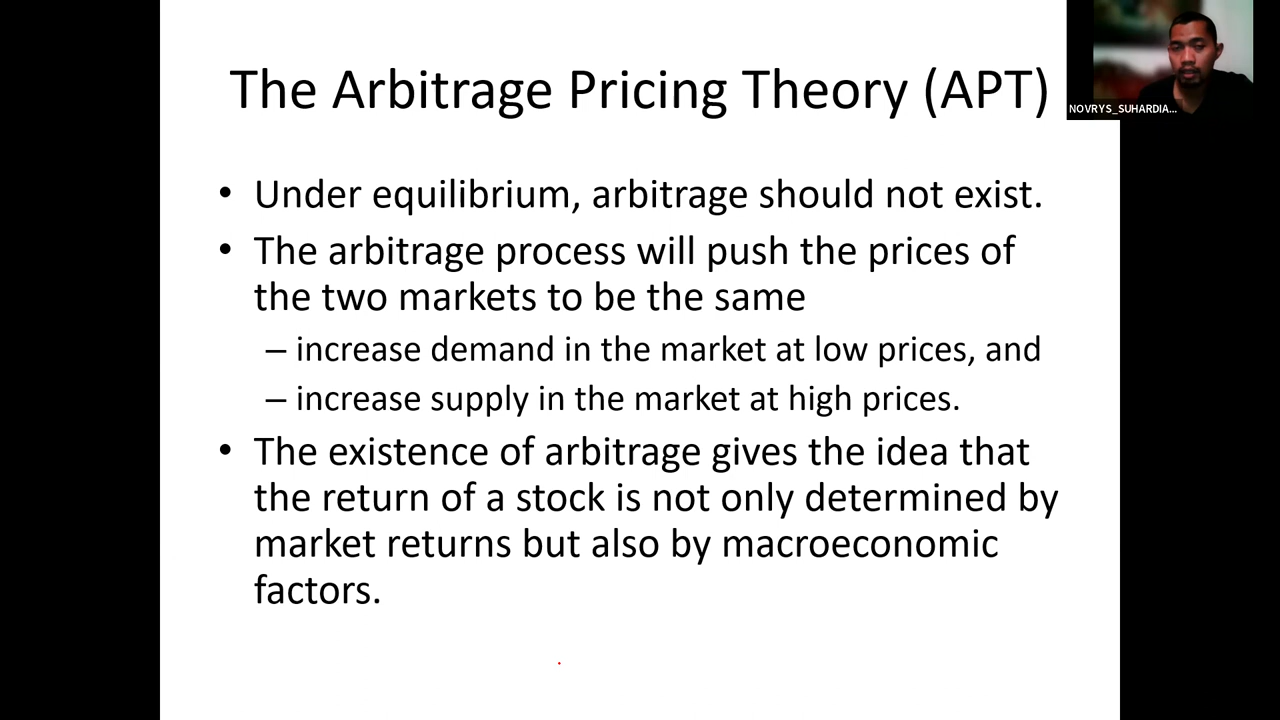 The Arbitrage Pricing Theory (APT)
NOVRYS_SUHARDIA...
• Under equilibrium, arbitrage should not exist.
• The arbitrage process will push the prices of
the two markets to be the same
– increase demand in the market at low prices, and
– increase supply in the market at high prices.
• The existence of arbitrage gives the idea that
the return of a stock is not only determined by
market returns but also by macroeconomic
factors.